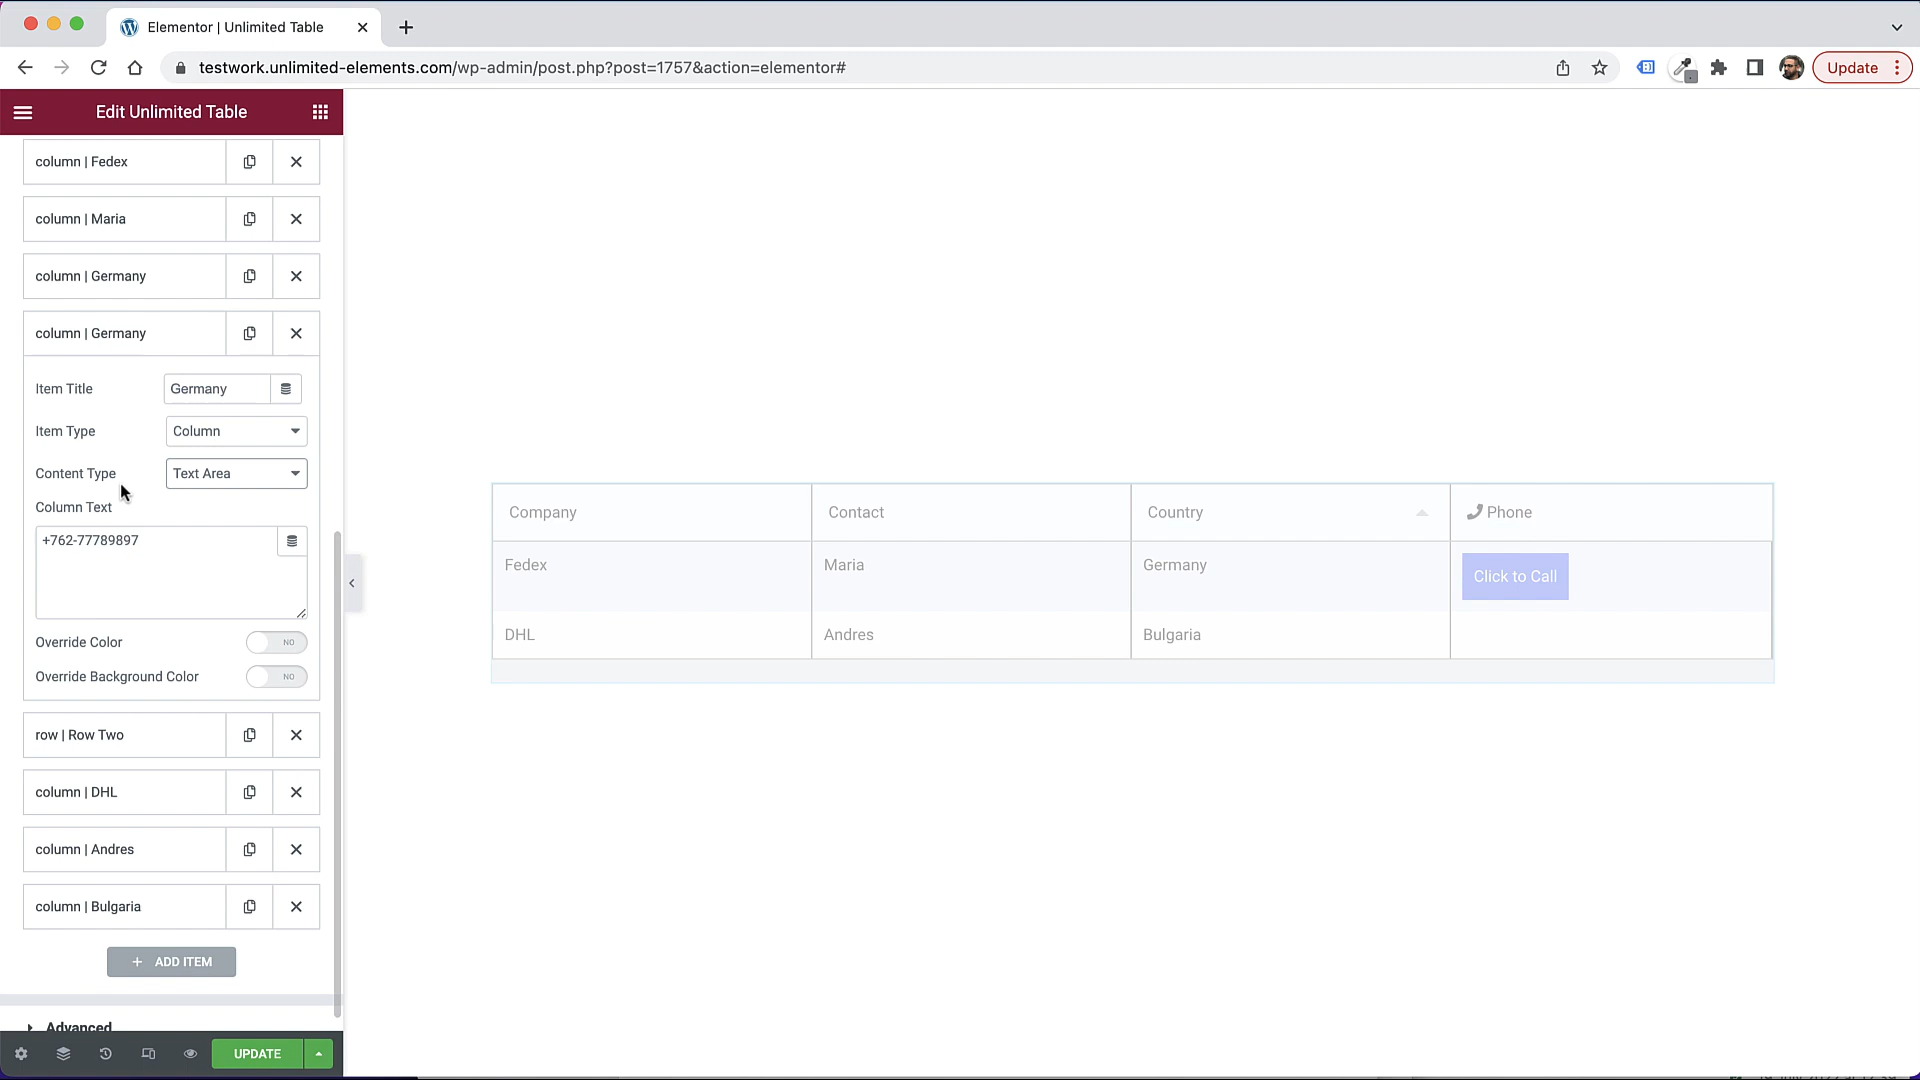 Elementor | Unlimited Table
testwork.unlimited-elements.com/wp-admin/post.php?post=1757&action=elementor#
Update
Edit Unlimited Table
column | Fedex
column | Maria
column | Germany
column | Germany
Item Title
Germany
Item Type
Column
Content Type
Text Area
Column Text
+762-77789897
Override Color
NO
Override Background Color
NO
row | Row Two
column | DHL
column | Andres
column | Bulgaria
+ ADD ITEM
Advanced
UPDATE
Company
Contact
Country
Phone
Fedex
Maria
Germany
Click to Call
DHL
Andres
Bulgaria